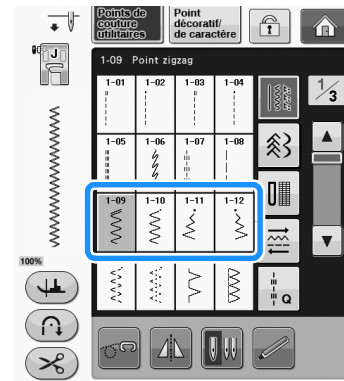 Points de
couture
utilitaires
Point
décoratif/
de caractère
J
1-09 Point zigzag
1-01 1-02 1-03 1-04
1/3
1-05 1-06 1-07 1-08
1-09 1-10 1-11 1-12
100%
Q